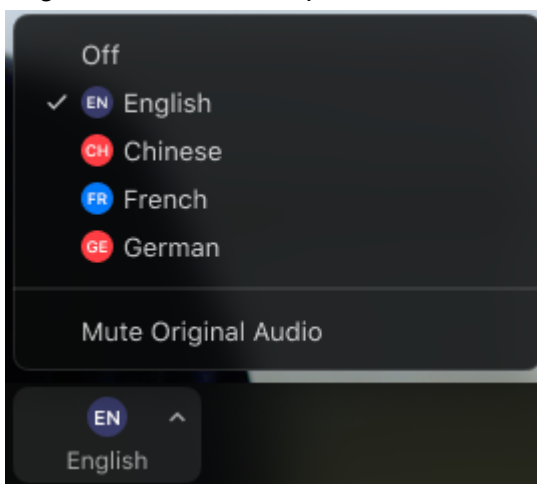 Off
EN English
CH Chinese
FR French
GE German
Mute Original Audio
EN
English